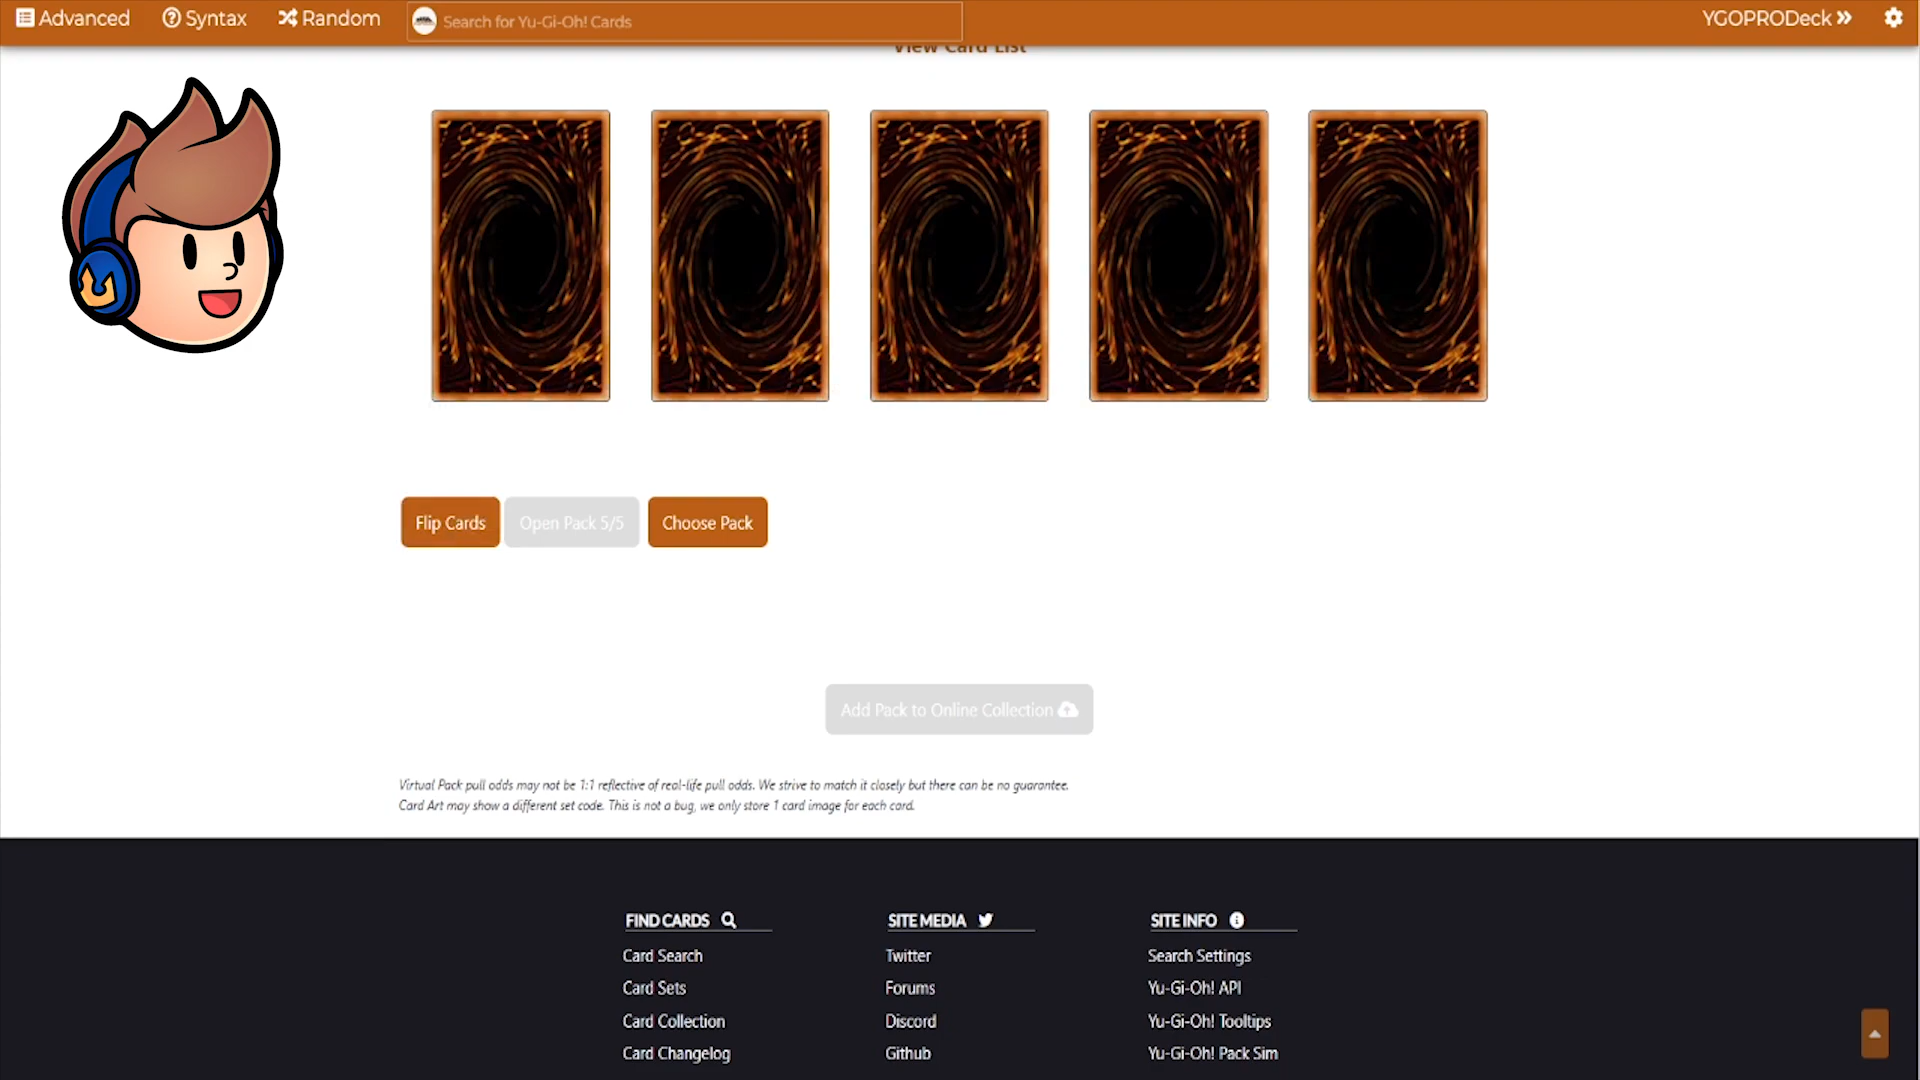 Advanced
Syntax
Random
Search for Yu-Gi-Oh! Cards
YGOPRODeck
View Card List
Flip Cards
Open Pack 5/5
Choose Pack
Add Pack to Online Collection
Virtual Pack pull odds may not be 1:1 reflective of real-life pull odds. We strive to match it closely but there can be no guarantee.
Card Art may show a different set code. This is not a bug, we only store 1 card image for each card.
FIND CARDS
Card Search
Card Sets
Card Collection
Card Changelog
SITE MEDIA
Twitter
Forums
Discord
Github
SITE INFO
Search Settings
Yu-Gi-Oh! API
Yu-Gi-Oh! Tooltips
Yu-Gi-Oh! Pack Sim